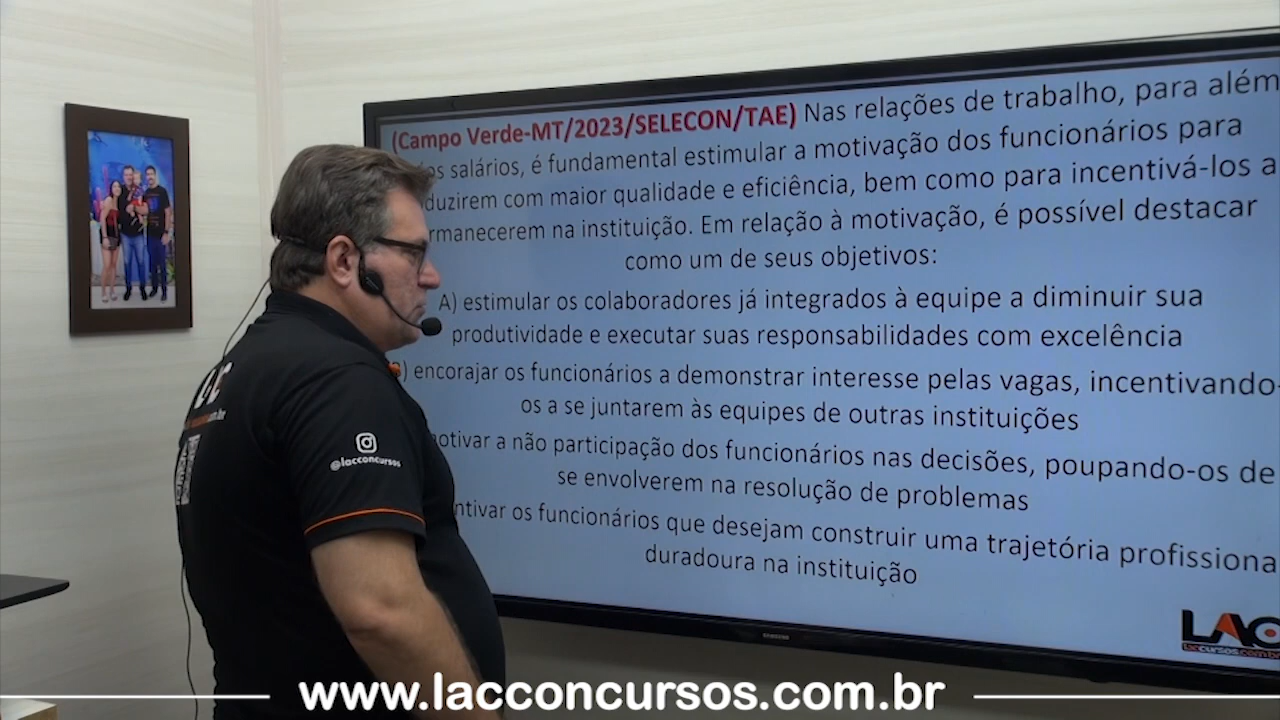 (Campo Verde-MT/2023/SELECON/TAE) Nas relações de trabalho, para além
salários, é fundamental estimular a motivação dos funcionários para
duzirem com maior qualidade e eficiência, bem como para incentivá-los a
rmanecerem na instituição. Em relação à motivação, é possível destacar
como um de seus objetivos:
A) estimular os colaboradores já integrados à equipe a diminuir sua
produtividade e executar suas responsabilidades com excelência
) encorajar os funcionários a demonstrar interesse pelas vagas, incentivando-
os a se juntarem às equipes de outras instituições
otivar a não participação dos funcionários nas decisões, poupando-os de
se envolverem na resolução de problemas
ntivar os funcionários que desejam construir uma trajetória profissiona
duradoura na instituição
@lacconcursos
LAC
laccursos.com.b
SAMSUNG
www.lacconcursos.com.br